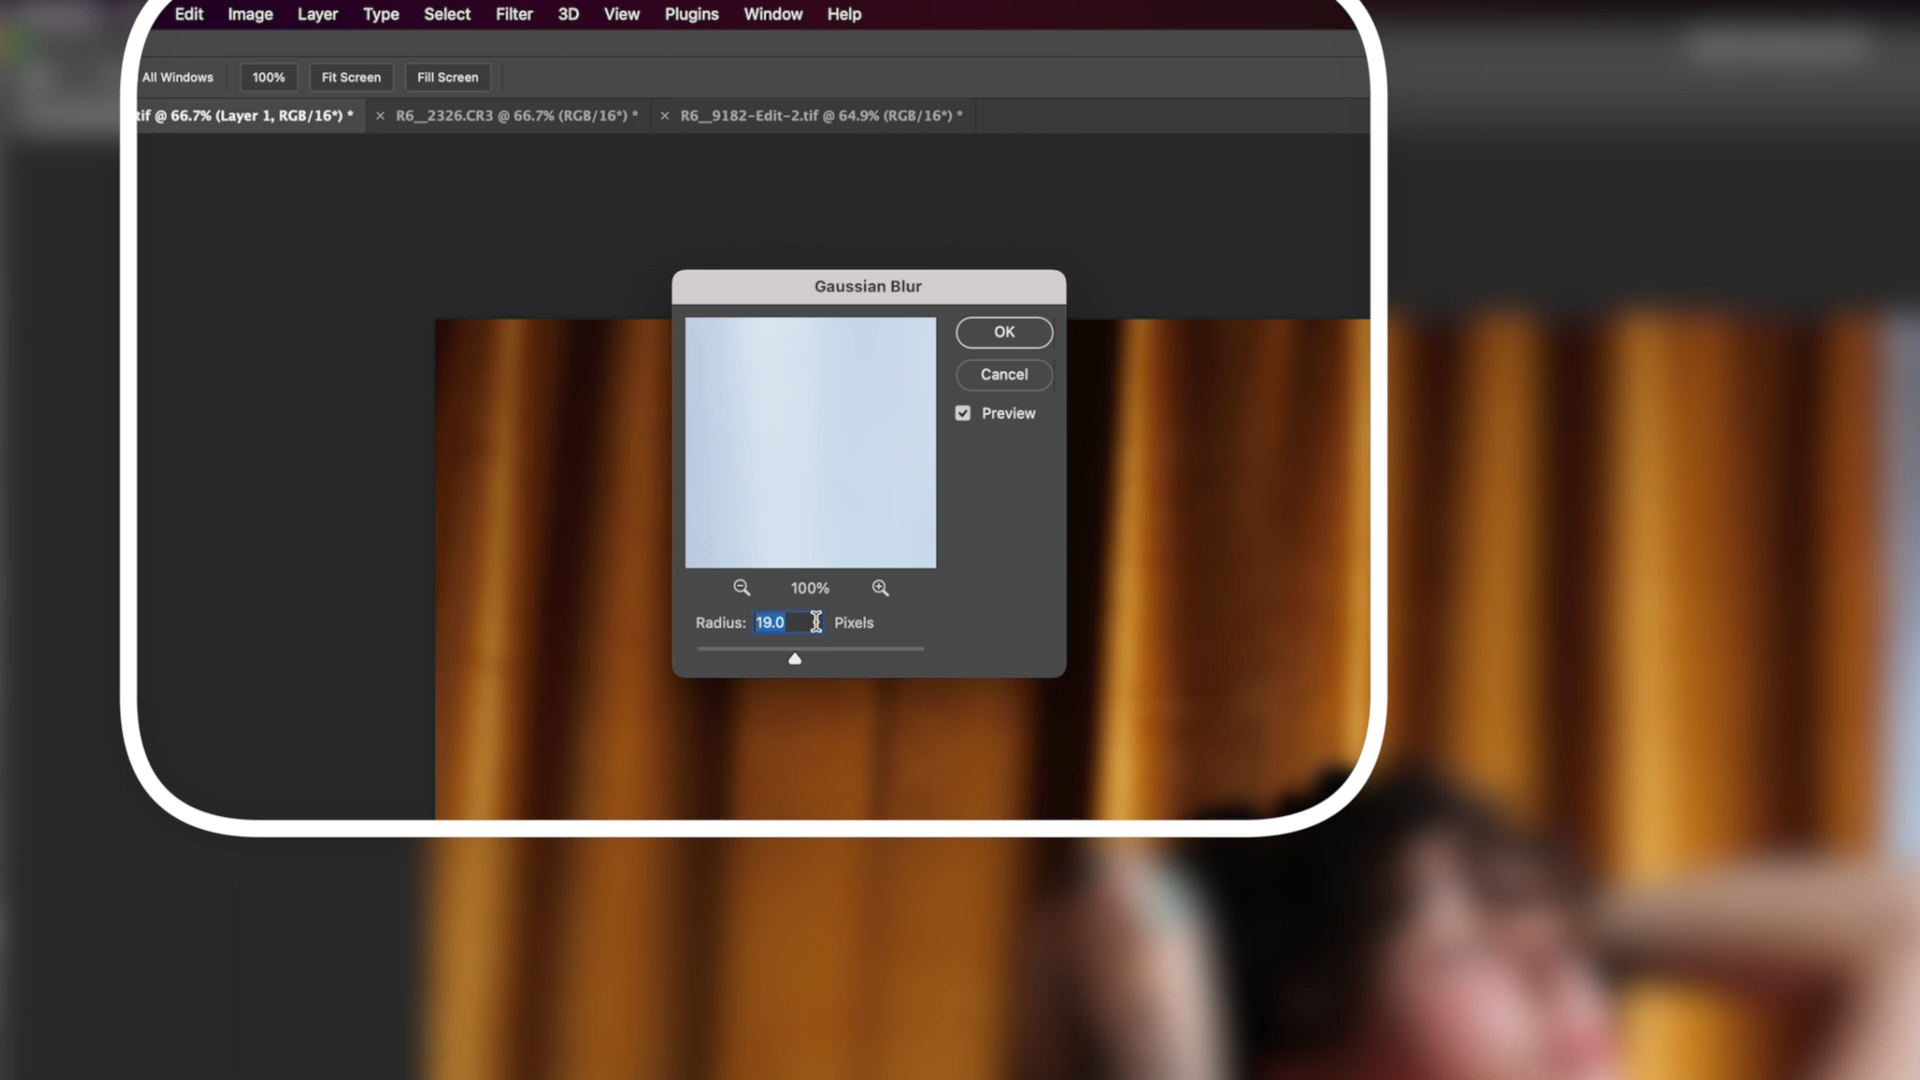 Edit Image Layer Type Select Filter 3D View Plugins Window Help
All Windows 100% Fit Screen Fill Screen
tif @ 66.7% (Layer 1, RGB/16*) * × R6__2326.CR3 @ 66.7% (RGB/16*) * × R6__9182-Edit-2.tif @ 64.9% (RGB/16*) *
Gaussian Blur
OK
Cancel
Preview
100%
Radius: 19.0 Pixels